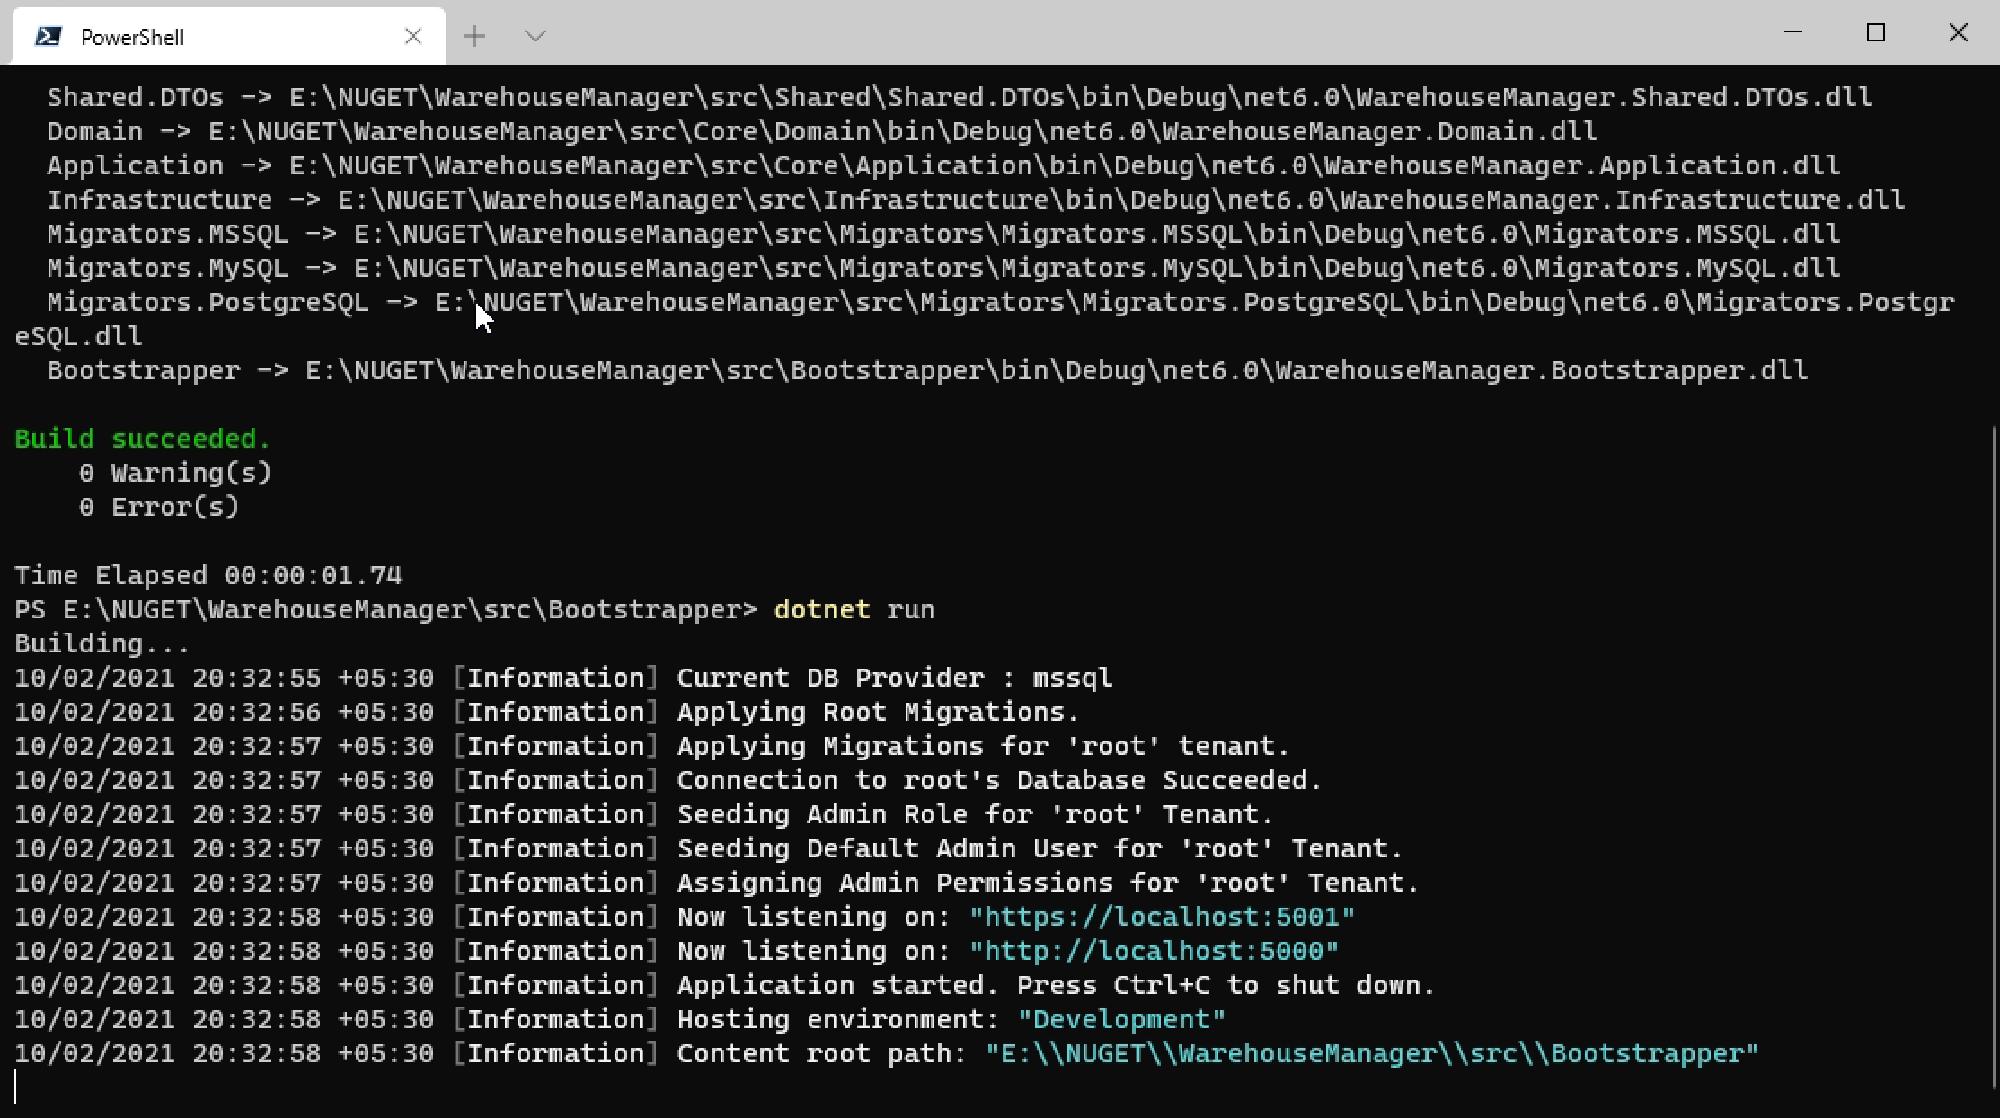 PowerShell
Shared.DTOs -> E:\NUGET\WarehouseManager\src\Shared\Shared.DTOs\bin\Debug\net6.0\WarehouseManager.Shared.DTOs.dll
Domain -> E:\NUGET\WarehouseManager\src\Core\Domain\bin\Debug\net6.0\WarehouseManager.Domain.dll
Application -> E:\NUGET\WarehouseManager\src\Core\Application\bin\Debug\net6.0\WarehouseManager.Application.dll
Infrastructure -> E:\NUGET\WarehouseManager\src\Infrastructure\bin\Debug\net6.0\WarehouseManager.Infrastructure.dll
Migrators.MSSQL -> E:\NUGET\WarehouseManager\src\Migrators\Migrators.MSSQL\bin\Debug\net6.0\Migrators.MSSQL.dll
Migrators.MySQL -> E:\NUGET\WarehouseManager\src\Migrators\Migrators.MySQL\bin\Debug\net6.0\Migrators.MySQL.dll
Migrators.PostgreSQL -> E:\NUGET\WarehouseManager\src\Migrators\Migrators.PostgreSQL\bin\Debug\net6.0\Migrators.Postgr
eSQL.dll
Bootstrapper -> E:\NUGET\WarehouseManager\src\Bootstrapper\bin\Debug\net6.0\WarehouseManager.Bootstrapper.dll
Build succeeded.
0 Warning(s)
0 Error(s)
Time Elapsed 00:00:01.74
PS E:\NUGET\WarehouseManager\src\Bootstrapper> dotnet run
Building...
10/02/2021 20:32:55 +05:30 [Information] Current DB Provider : mssql
10/02/2021 20:32:56 +05:30 [Information] Applying Root Migrations.
10/02/2021 20:32:57 +05:30 [Information] Applying Migrations for 'root' tenant.
10/02/2021 20:32:57 +05:30 [Information] Connection to root's Database Succeeded.
10/02/2021 20:32:57 +05:30 [Information] Seeding Admin Role for 'root' Tenant.
10/02/2021 20:32:57 +05:30 [Information] Seeding Default Admin User for 'root' Tenant.
10/02/2021 20:32:57 +05:30 [Information] Assigning Admin Permissions for 'root' Tenant.
10/02/2021 20:32:58 +05:30 [Information] Now listening on: "https://localhost:5001"
10/02/2021 20:32:58 +05:30 [Information] Now listening on: "http://localhost:5000"
10/02/2021 20:32:58 +05:30 [Information] Application started. Press Ctrl+C to shut down.
10/02/2021 20:32:58 +05:30 [Information] Hosting environment: "Development"
10/02/2021 20:32:58 +05:30 [Information] Content root path: "E:\\NUGET\\WarehouseManager\\src\\Bootstrapper"